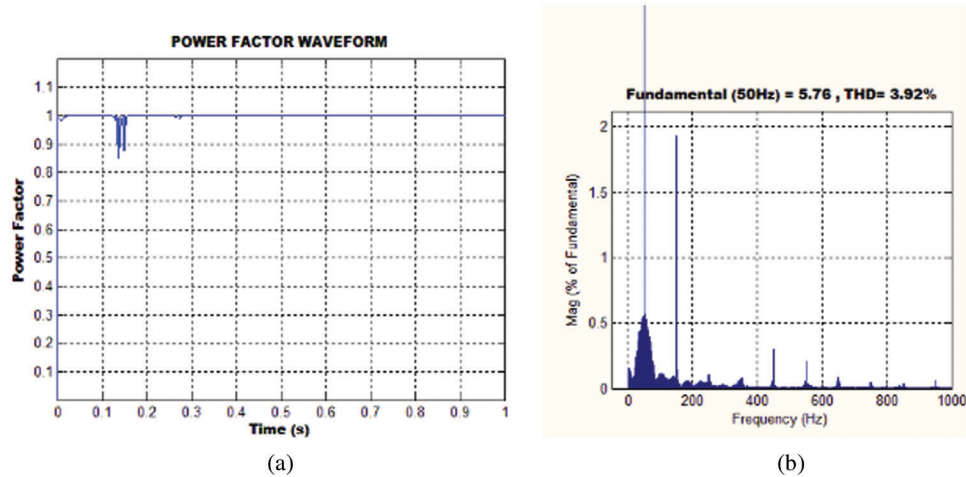 POWER FACTOR WAVEFORM
Power Factor
1.1
1
0.9
0.8
0.7
0.6
0.5
0.4
0.3
0.2
0.1
0 0.1 0.2 0.3 0.4 0.5 0.6 0.7 0.8 0.9 1
Time (s)
(a)
Fundamental (50Hz) = 5.76 , THD= 3.92%
Mag (% of Fundamental)
2
1.5
1
0.5
0
0 200 400 600 800 1000
Frequency (Hz)
(b)